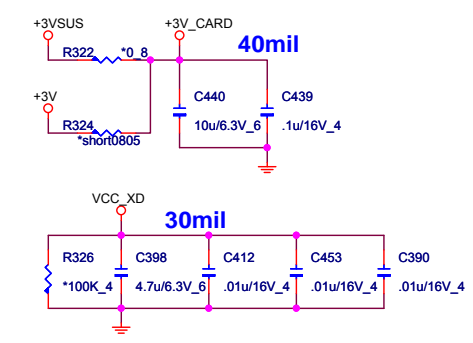 +3VSUS +3V_CARD
40mil
R322 *0_8
+3V
C440 C439
R324 10u/6.3V_6 .1u/16V_4
*short0805
VCC_XD
30mil
R326 C398 C412 C453 C390
*100K_4 4.7u/6.3V_6 .01u/16V_4 .01u/16V_4 .01u/16V_4